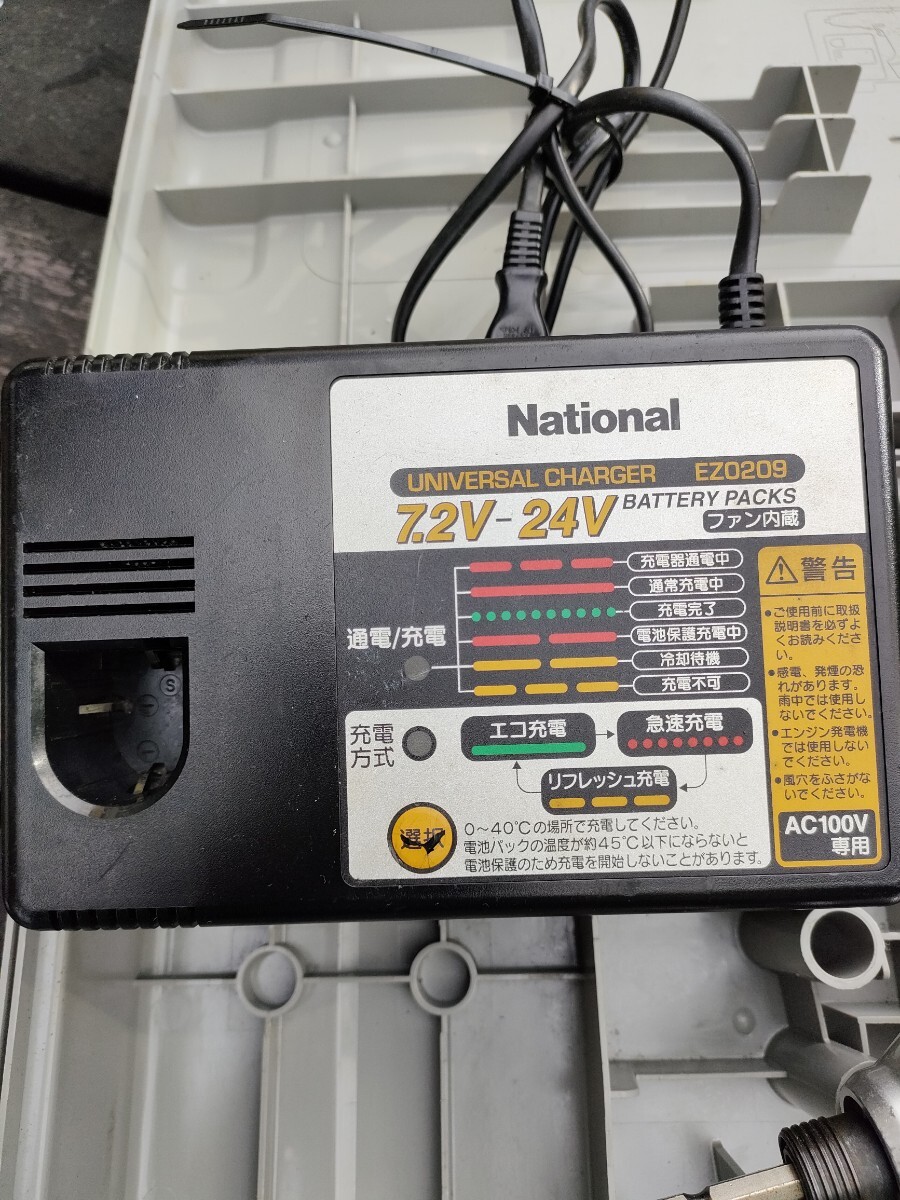 National
UNIVERSAL CHARGER EZ0209
7.2V-24V BATTERY PACKS
ファン内蔵
通電/充電
充電器通電中
通常充電中
充電完了
電池保護充電中
冷却待機
充電不可
充電
方式
エコ充電
急速充電
リフレッシュ充電
選択
0〜40℃の場所で充電してください。
電池パックの温度が約45℃以下にならないと
電池保護のため充電を開始しないことがあります。
警告
●ご使用前に取扱
説明書を必ずよ
くお読みくださ
い。
●感電、発煙の恐
れがあります。
雨中では使用し
ないでください。
●エンジン発電機
では使用しない
でください。
●風穴をふさがな
いでください。
AC100V
専用
S